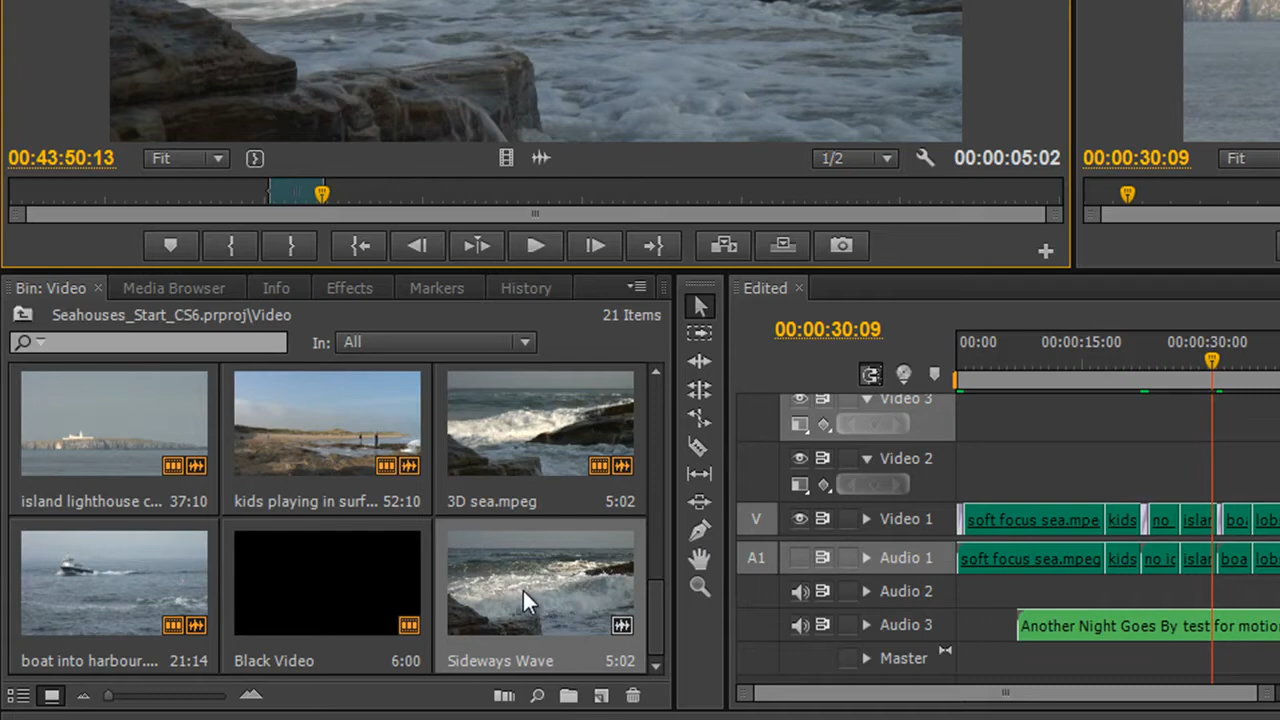 00:43:50:13 Fit 1/2 00:00:05:02 00:00:30:09 Fit
Bin: Video × Media Browser Info Effects Markers History Edited ×
Seahouses_Start_CS6.prproj\Video 21 Items
In: All
00:00:30:09
00:00 00:00:15:00 00:00:30:00
Video 3
Video 2
island lighthouse c... 37:10 kids playing in surf... 52:10 3D sea.mpeg 5:02
V Video 1 soft focus sea.mpe kids no islar boa lob
A1 Audio 1 soft focus sea.mpeg kids no ic islar boa lob
Audio 2
Audio 3 Another Night Goes By test for motio
boat into harbour.... 21:14 Black Video 6:00 Sideways Wave 5:02
Master